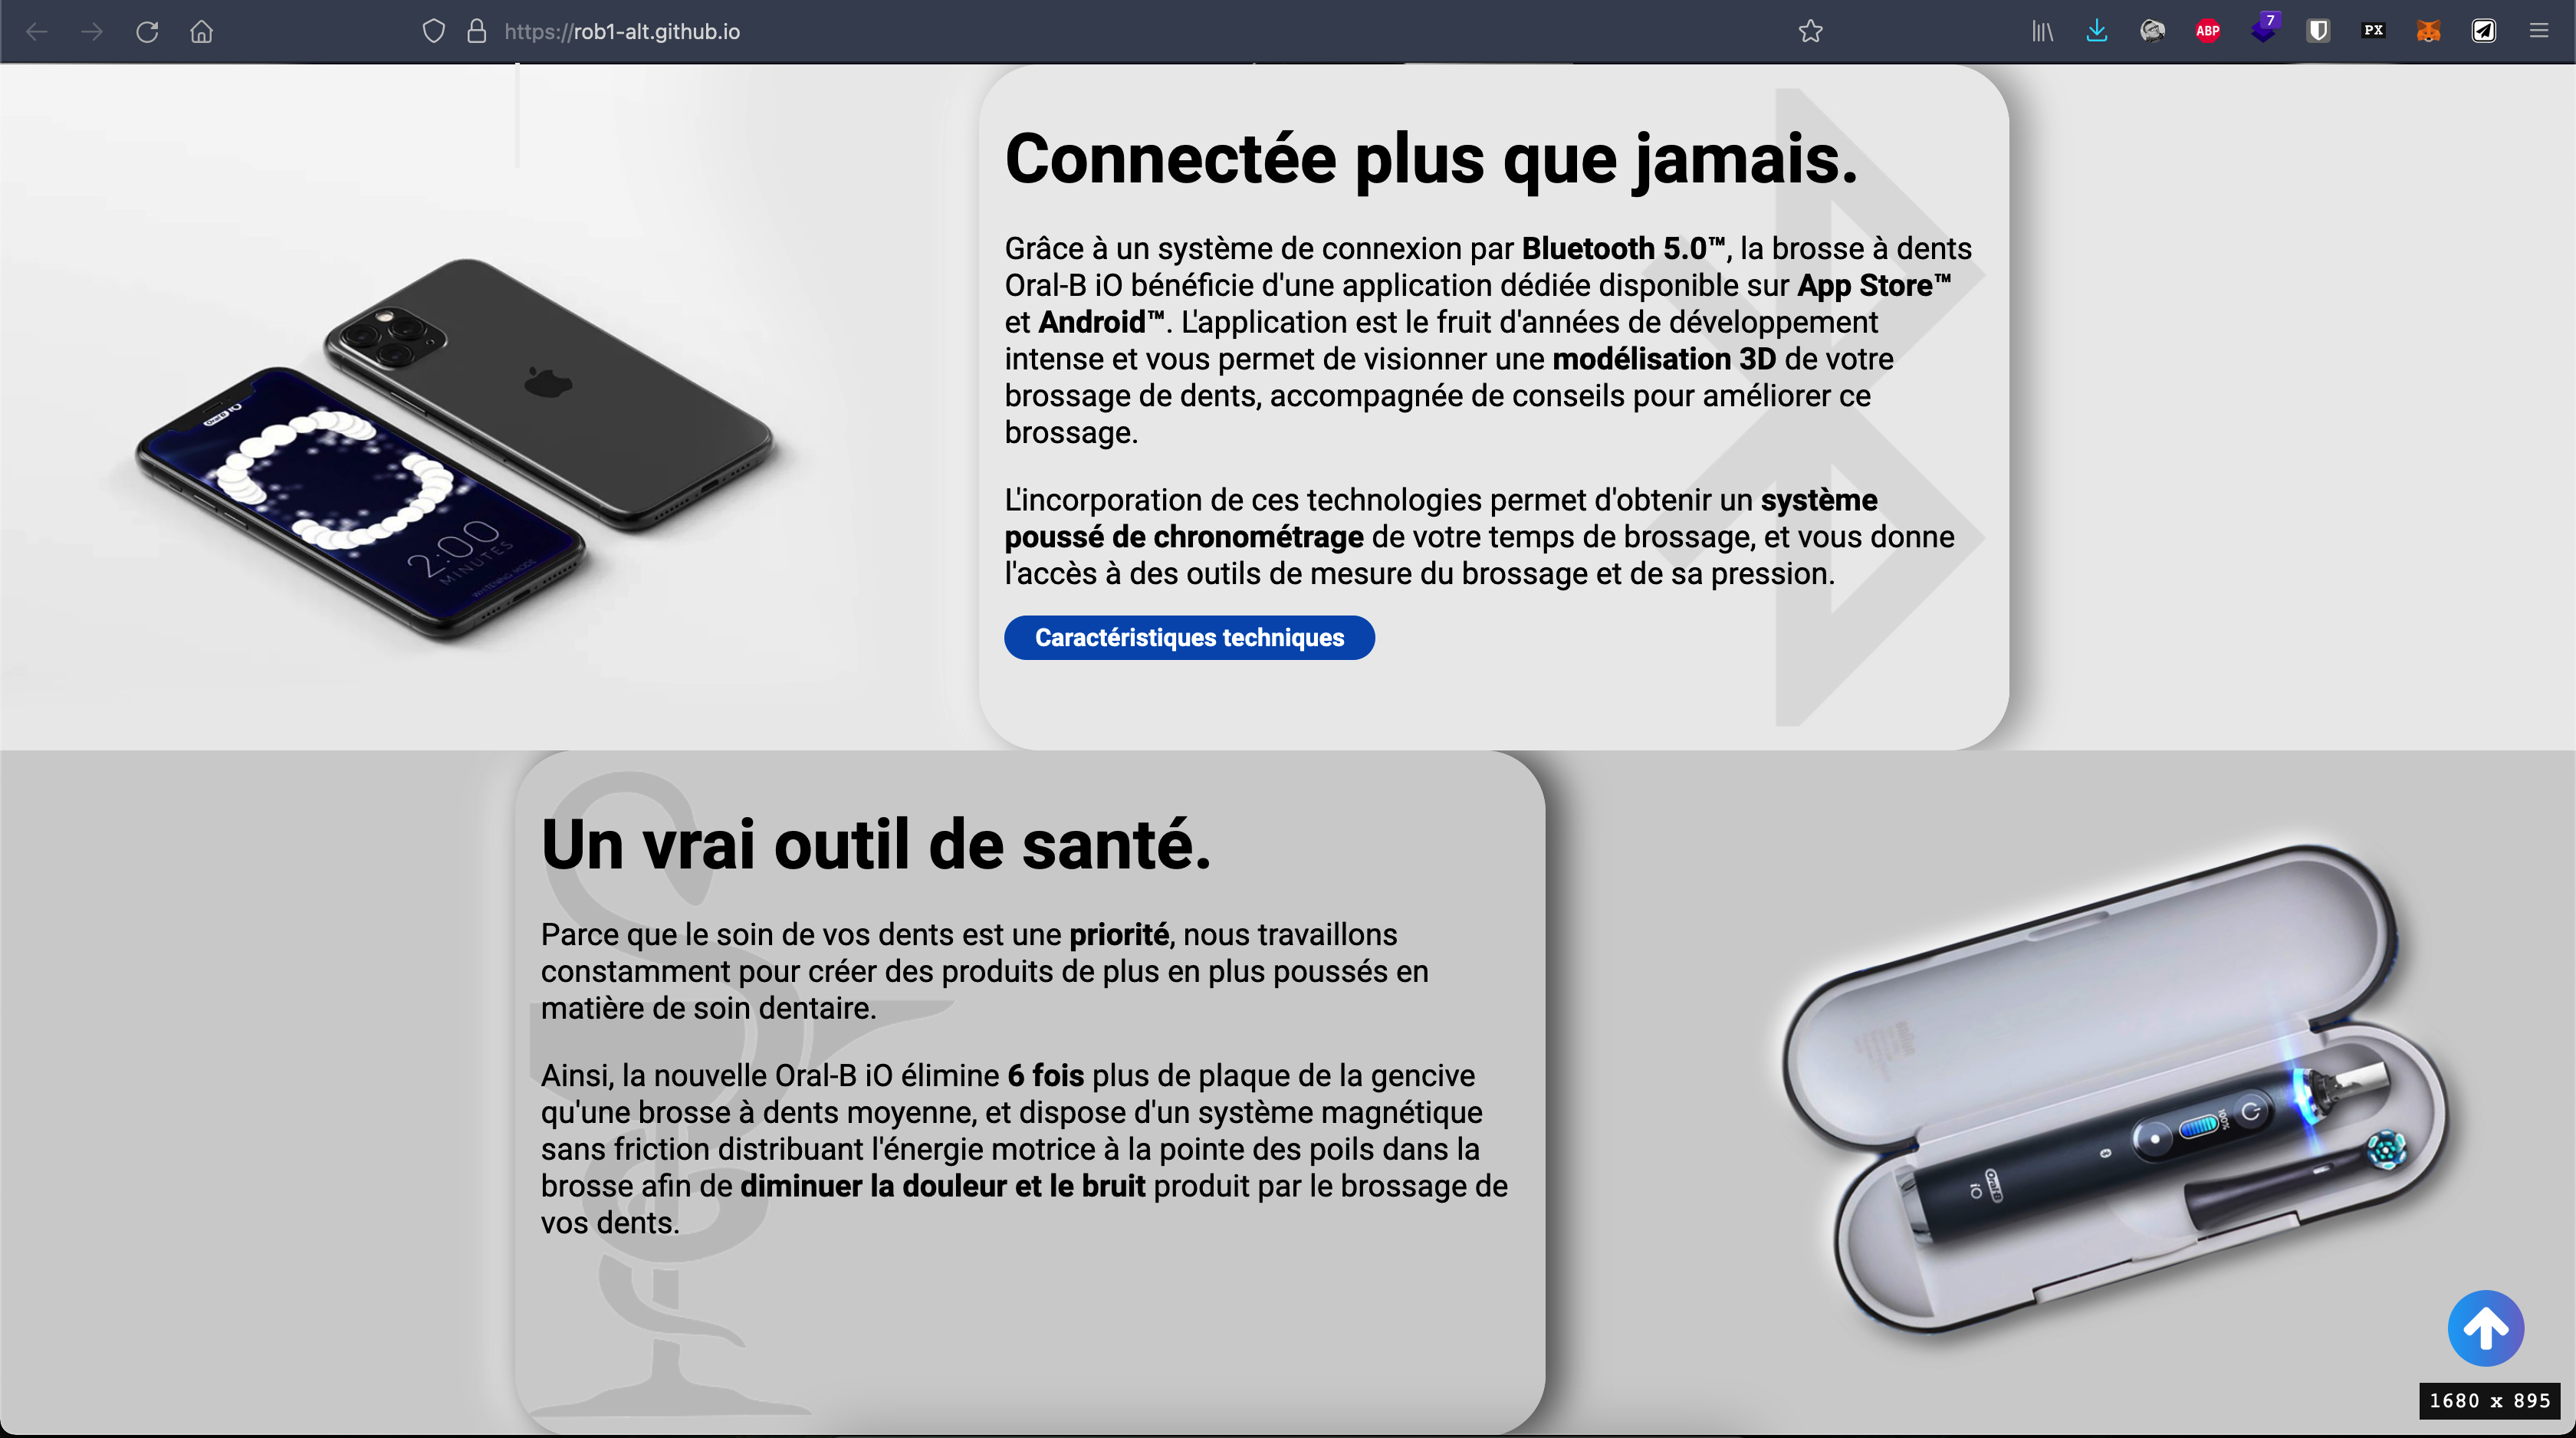 https://rob1-alt.github.io
ABP
7
PX
Connectée plus que jamais.
Grâce à un système de connexion par Bluetooth 5.0™, la brosse à dents
Oral-B iO bénéficie d'une application dédiée disponible sur App Store™
et Android™. L'application est le fruit d'années de développement
intense et vous permet de visionner une modélisation 3D de votre
brossage de dents, accompagnée de conseils pour améliorer ce
brossage.
L'incorporation de ces technologies permet d'obtenir un système
poussé de chronométrage de votre temps de brossage, et vous donne
l'accès à des outils de mesure du brossage et de sa pression.
Caractéristiques techniques
Oral-B iO
2:00
MINUTES
WHITENING MODE
Un vrai outil de santé.
Parce que le soin de vos dents est une priorité, nous travaillons
constamment pour créer des produits de plus en plus poussés en
matière de soin dentaire.
Ainsi, la nouvelle Oral-B iO élimine 6 fois plus de plaque de la gencive
qu'une brosse à dents moyenne, et dispose d'un système magnétique
sans friction distribuant l'énergie motrice à la pointe des poils dans la
brosse afin de diminuer la douleur et le bruit produit par le brossage de
vos dents.
100%
Oral-B
iO
1680 x 895